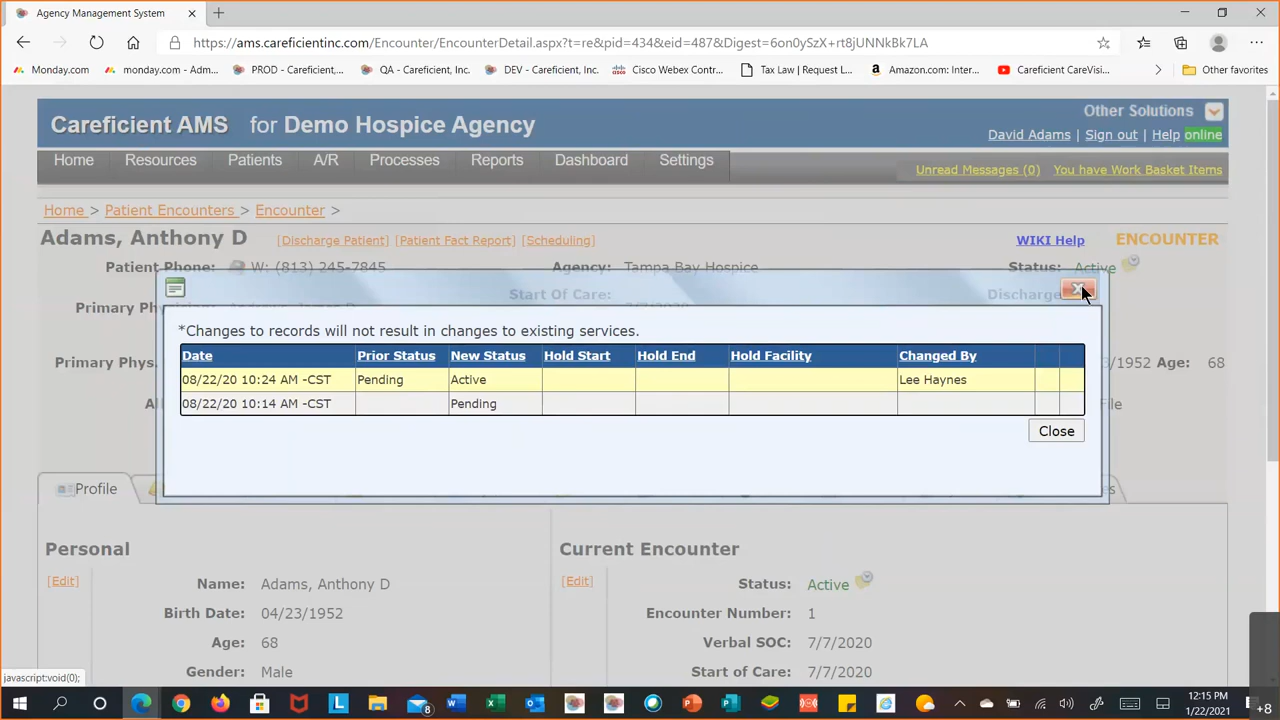 Agency Management System
https://ams.careficientinc.com/Encounter/EncounterDetail.aspx?t=re&pid=434&eid=487&Digest=6on0ySzX+rt8jUNNkBk7LA
Monday.com
monday.com - Adm...
PROD - Careficient,...
QA - Careficient, Inc.
DEV - Careficient, Inc.
Cisco Webex Contr...
Tax Law | Request L...
Amazon.com: Inter...
Careficient CareVisi...
Other favorites
Careficient AMS for Demo Hospice Agency
Other Solutions
David Adams | Sign out | Help online
Home Resources Patients A/R Processes Reports Dashboard Settings
Unread Messages (0) You have Work Basket Items
Home > Patient Encounters > Encounter >
Adams, Anthony D [Discharge Patient] [Patient Fact Report] [Scheduling] WIKI Help ENCOUNTER
Patient Phone: W: (813) 245-7845 Agency: Tampa Bay Hospice Status: Active
Start Of Care: 7/7/2020 Discharge
Primary Physi
Primary Phys. /1952 Age: 68
*Changes to records will not result in changes to existing services.
Date Prior Status New Status Hold Start Hold End Hold Facility Changed By
08/22/20 10:24 AM -CST Pending Active Lee Haynes
08/22/20 10:14 AM -CST Pending
Close
Al
Profile
Personal
[Edit]
Name: Adams, Anthony D
Birth Date: 04/23/1952
Age: 68
Gender: Male
Current Encounter
[Edit]
Status: Active
Encounter Number: 1
Verbal SOC: 7/7/2020
Start of Care: 7/7/2020
javascript:void(0);
8
12:15 PM
1/22/2021
+8